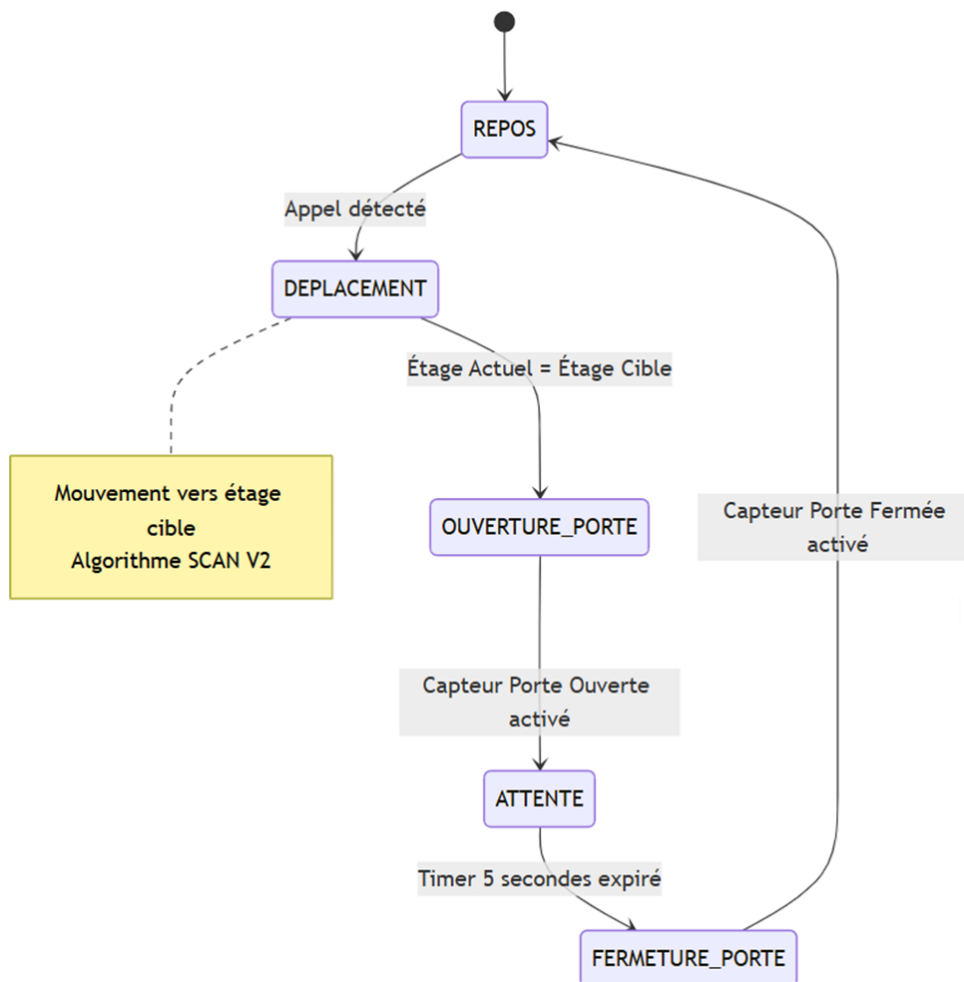 REPOS
Appel détecté
DEPLACEMENT
Étage Actuel = Étage Cible
Mouvement vers étage
cible
Algorithme SCAN V2
OUVERTURE_PORTE
Capteur Porte Fermée
activé
Capteur Porte Ouverte
activé
ATTENTE
Timer 5 secondes expiré
FERMETURE_PORTE